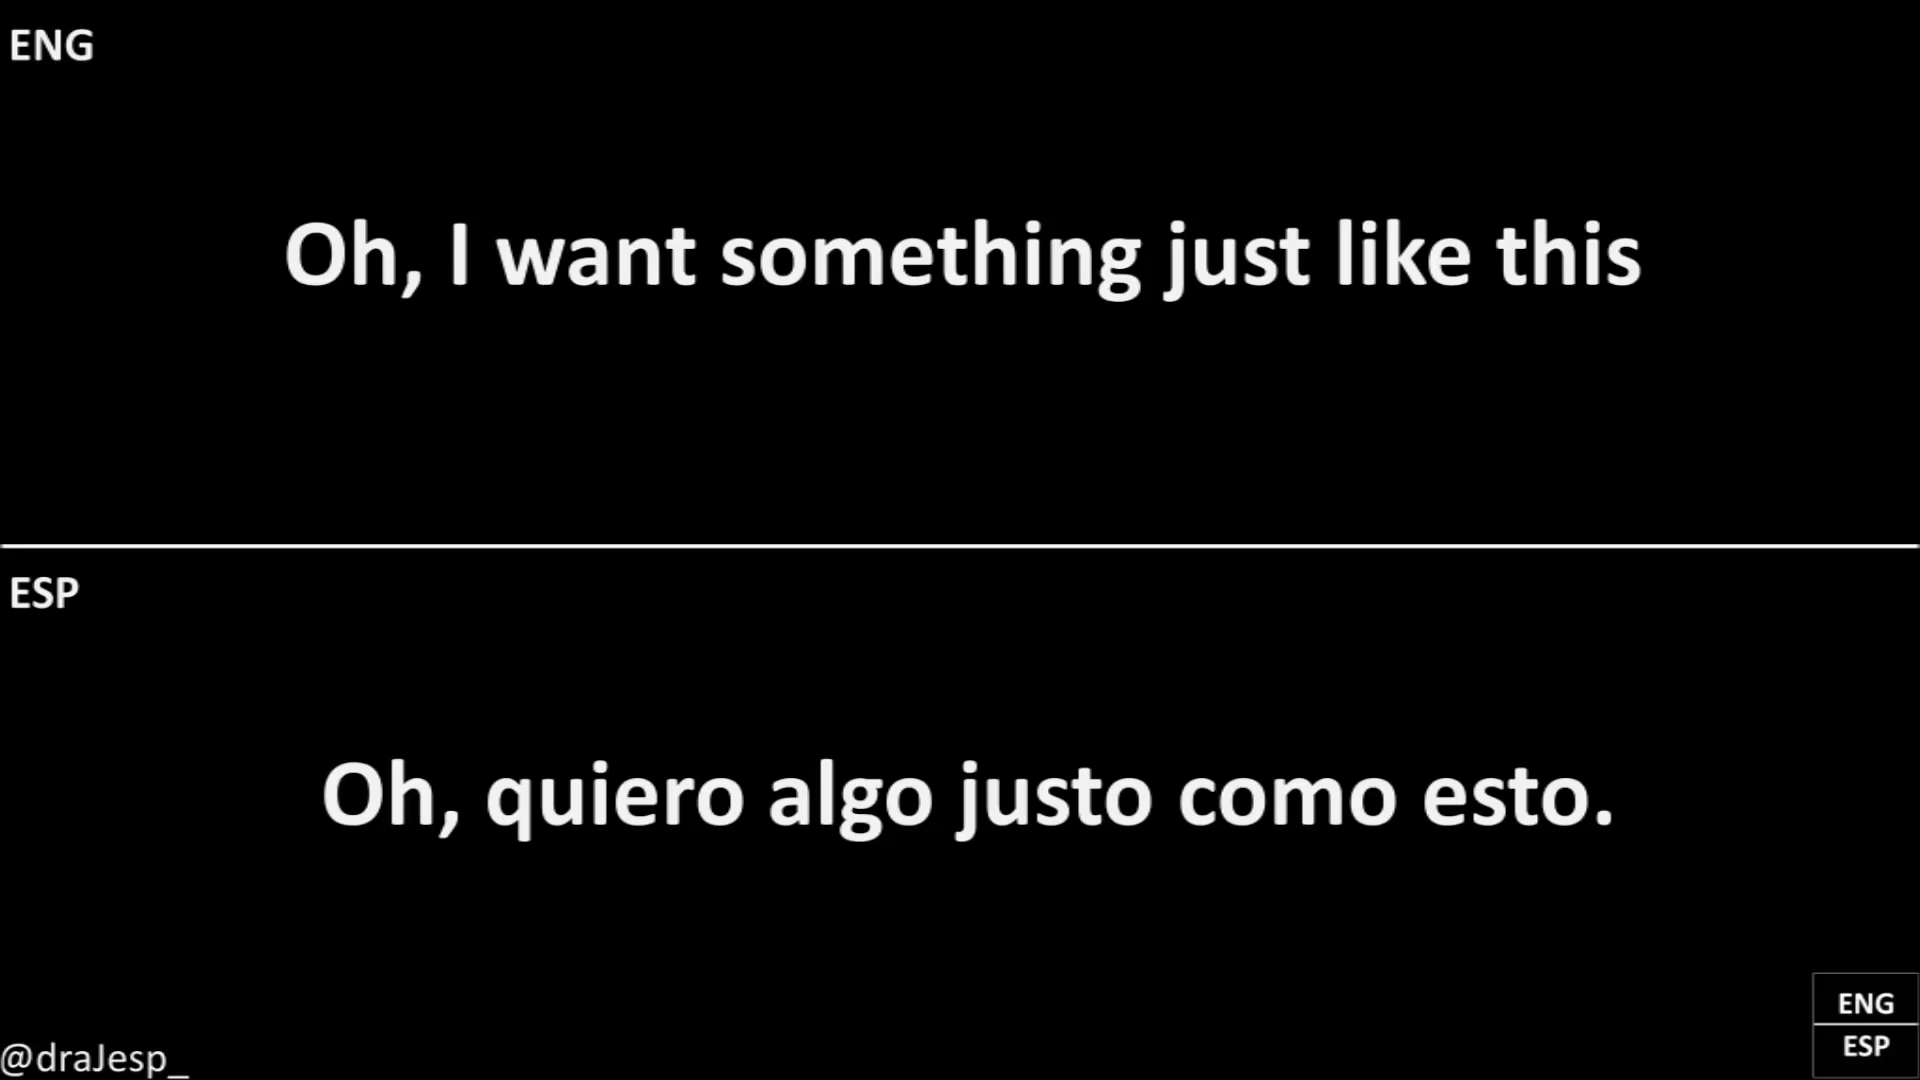 ENG
Oh, I want something just like this
ESP
Oh, quiero algo justo como esto.
ENG
ESP
@draJesp_